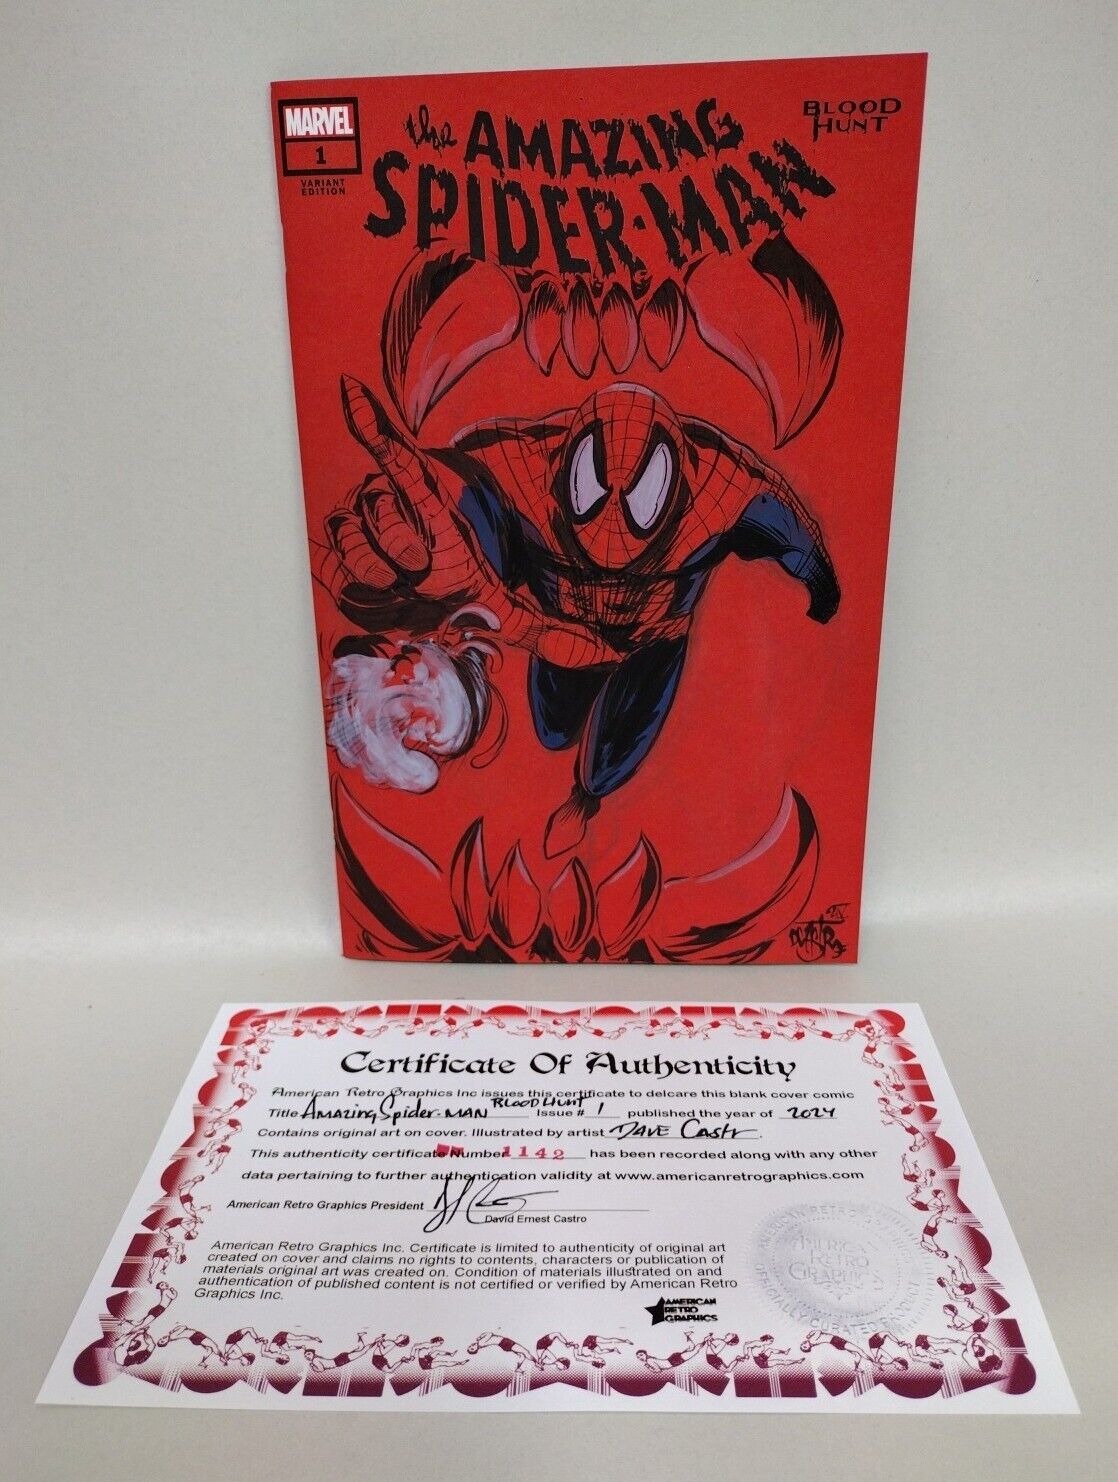 MARVEL
1
VARIANT
EDITION
the AMAZING
SPIDER-MAN
BLOOD
HUNT
Certificate Of Authenticity
American Retro Graphics Inc issues this certificate to delcare this blank cover comic
Title Amazing Spider-MAN BLOOD HUNT Issue # 1 published the year of 2024
Contains original art on cover. Illustrated by artist DAVE Castr.
This authenticity certificate Number 1142 has been recorded along with any other
data pertaining to further authentication validity at www.americanretrographics.com
American Retro Graphics President
David Ernest Castro
American Retro Graphics Inc. Certificate is limited to authenticity of original art
created on cover and claims no rights to contents, characters or publication of
materials original art was created on. Condition of materials illustrated on and
authentication of published content is not certified or verified by American Retro
Graphics Inc.
AMERICAN
RETRO
GRAPHICS
AMERICAN
RETRO
GRAPHICS